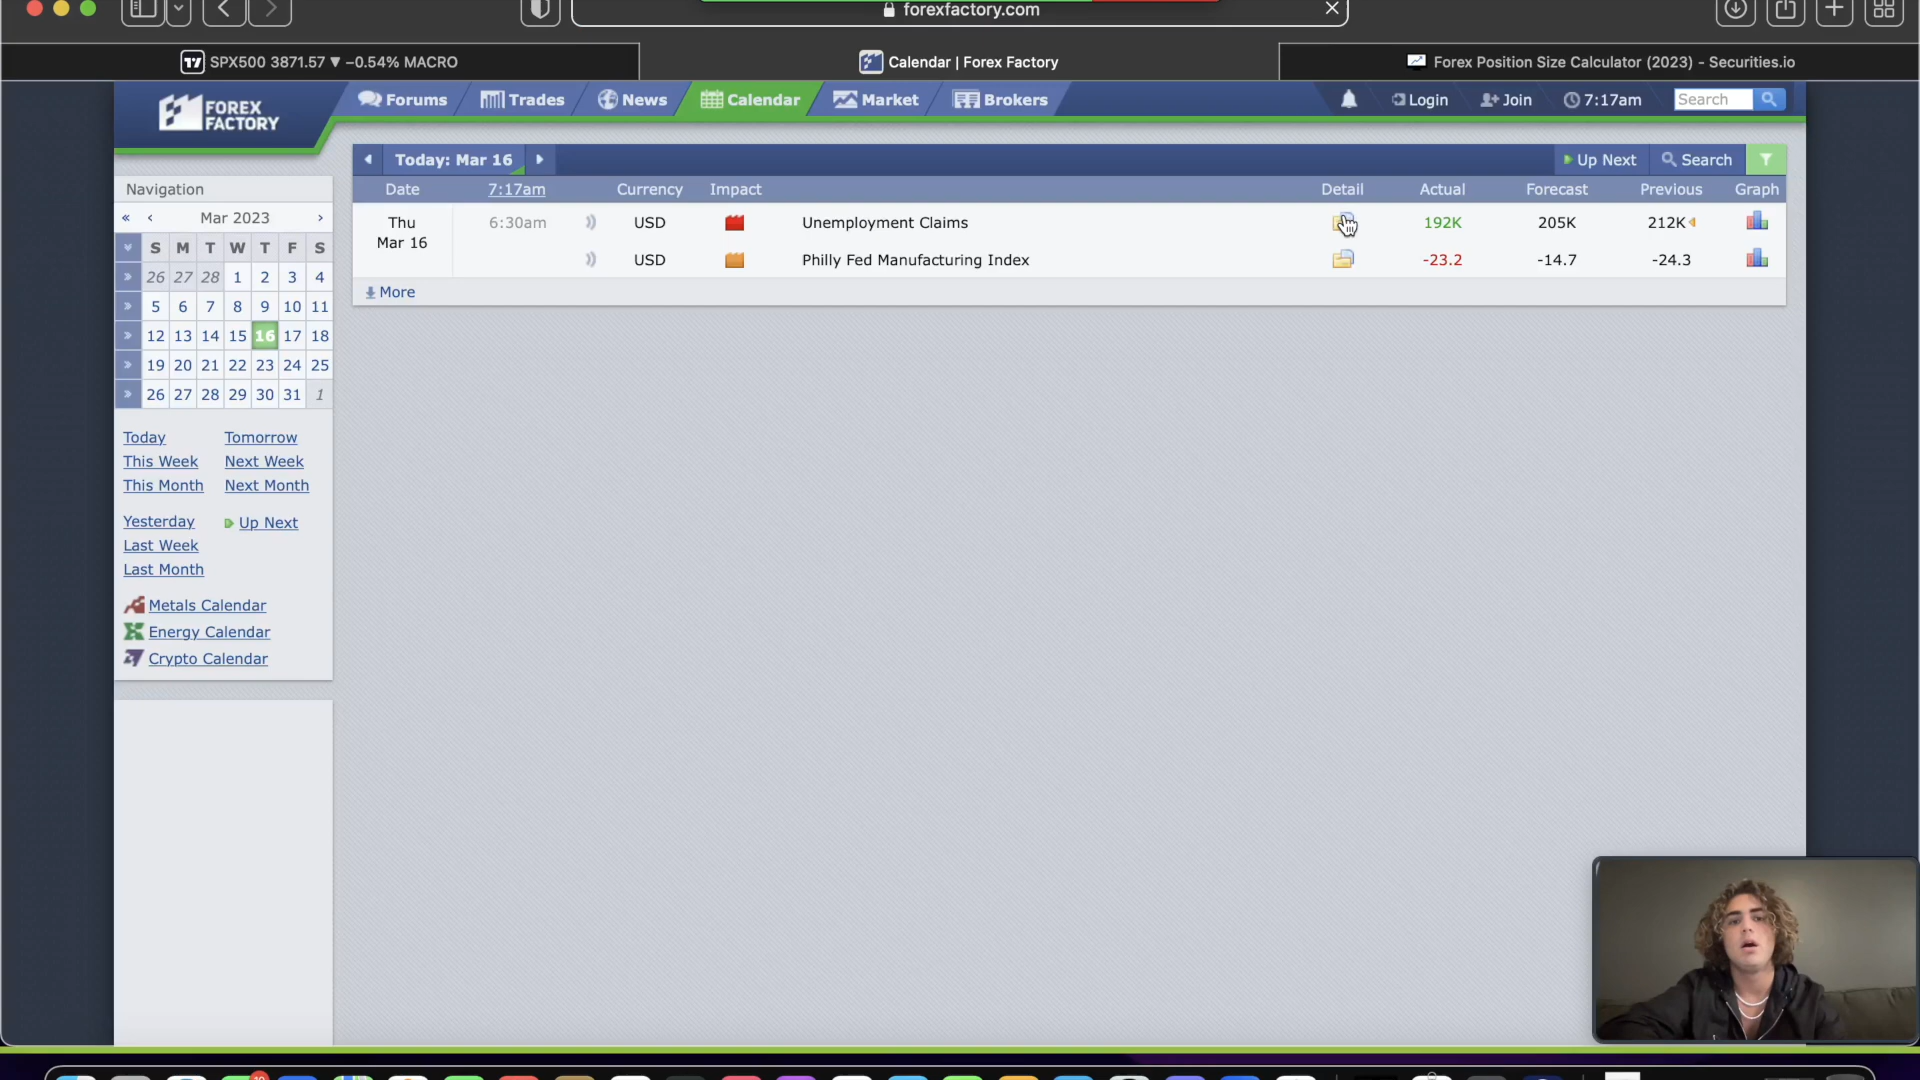 forexfactory.com
SPX500 3871.57 ▼ −0.54% MACRO
Calendar | Forex Factory
Forex Position Size Calculator (2023) - Securities.io
FOREX FACTORY
Forums
Trades
News
Calendar
Market
Brokers
Login
Join
7:17am
Search
Today: Mar 16
Up Next
Search
Date 7:17am Currency Impact Detail Actual Forecast Previous Graph
Thu Mar 16 6:30am USD Unemployment Claims 192K 205K 212K
USD Philly Fed Manufacturing Index -23.2 -14.7 -24.3
More
Navigation
« ‹ Mar 2023 ›
S M T W T F S
26 27 28 1 2 3 4
5 6 7 8 9 10 11
12 13 14 15 16 17 18
19 20 21 22 23 24 25
26 27 28 29 30 31 1
Today Tomorrow
This Week Next Week
This Month Next Month
Yesterday Up Next
Last Week
Last Month
Metals Calendar
Energy Calendar
Crypto Calendar